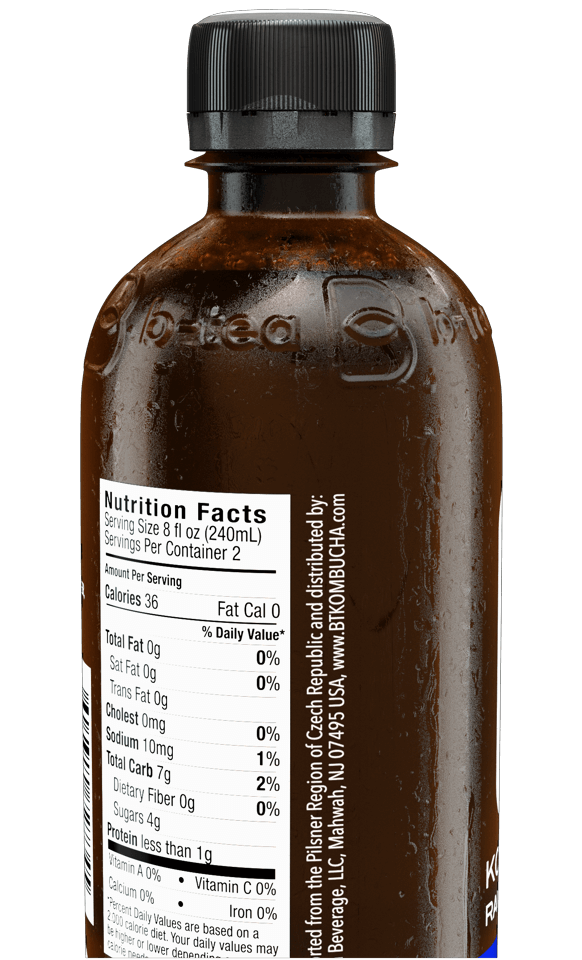 b-tea
Nutrition Facts
Serving Size 8 fl oz (240mL)
Servings Per Container 2
Amount Per Serving
Calories 36 Fat Cal 0
% Daily Value*
Total Fat 0g 0%
Sat Fat 0g 0%
Trans Fat 0g
Cholest 0mg 0%
Sodium 10mg 1%
Total Carb 7g 2%
Dietary Fiber 0g 0%
Sugars 4g
Protein less than 1g
Vitamin A 0% • Vitamin C 0%
Calcium 0% • Iron 0%
*Percent Daily Values are based on a
2,000 calorie diet. Your daily values may
be higher or lower depending
from the Pilsner Region of Czech Republic and distributed by:
Beverage, LLC, Mahwah, NJ 07495 USA, www.BTKOMBUCHA.com